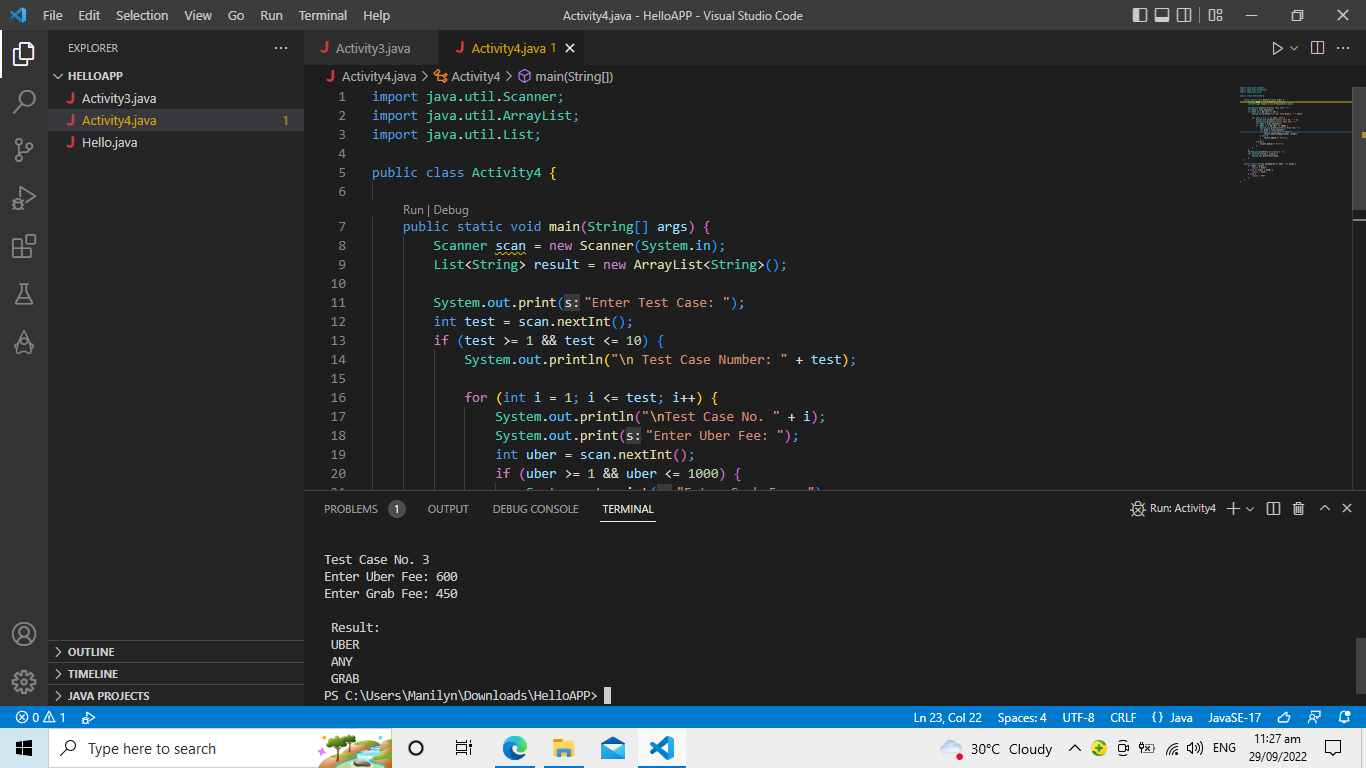 File Edit Selection View Go Run Terminal Help
Activity4.java - HelloAPP - Visual Studio Code
EXPLORER
HELLOAPP
Activity3.java
Activity4.java 1
Hello.java
OUTLINE
TIMELINE
JAVA PROJECTS
Activity3.java
Activity4.java 1
Activity4.java > Activity4 > main(String[])
1 import java.util.Scanner;
2 import java.util.ArrayList;
3 import java.util.List;
4
5 public class Activity4 {
6
Run | Debug
7 public static void main(String[] args) {
8 Scanner scan = new Scanner(System.in);
9 List<String> result = new ArrayList<String>();
10
11 System.out.print(s: "Enter Test Case: ");
12 int test = scan.nextInt();
13 if (test >= 1 && test <= 10) {
14 System.out.println("\n Test Case Number: " + test);
15
16 for (int i = 1; i <= test; i++) {
17 System.out.println("\nTest Case No. " + i);
18 System.out.print(s: "Enter Uber Fee: ");
19 int uber = scan.nextInt();
20 if (uber >= 1 && uber <= 1000) {
PROBLEMS 1 OUTPUT DEBUG CONSOLE TERMINAL
Run: Activity4
Test Case No. 3
Enter Uber Fee: 600
Enter Grab Fee: 450
Result:
UBER
ANY
GRAB
PS C:\Users\Manilyn\Downloads\HelloAPP>
0 1
Ln 23, Col 22 Spaces: 4 UTF-8 CRLF {} Java JavaSE-17
Type here to search
30°C Cloudy
ENG
11:27 am
29/09/2022